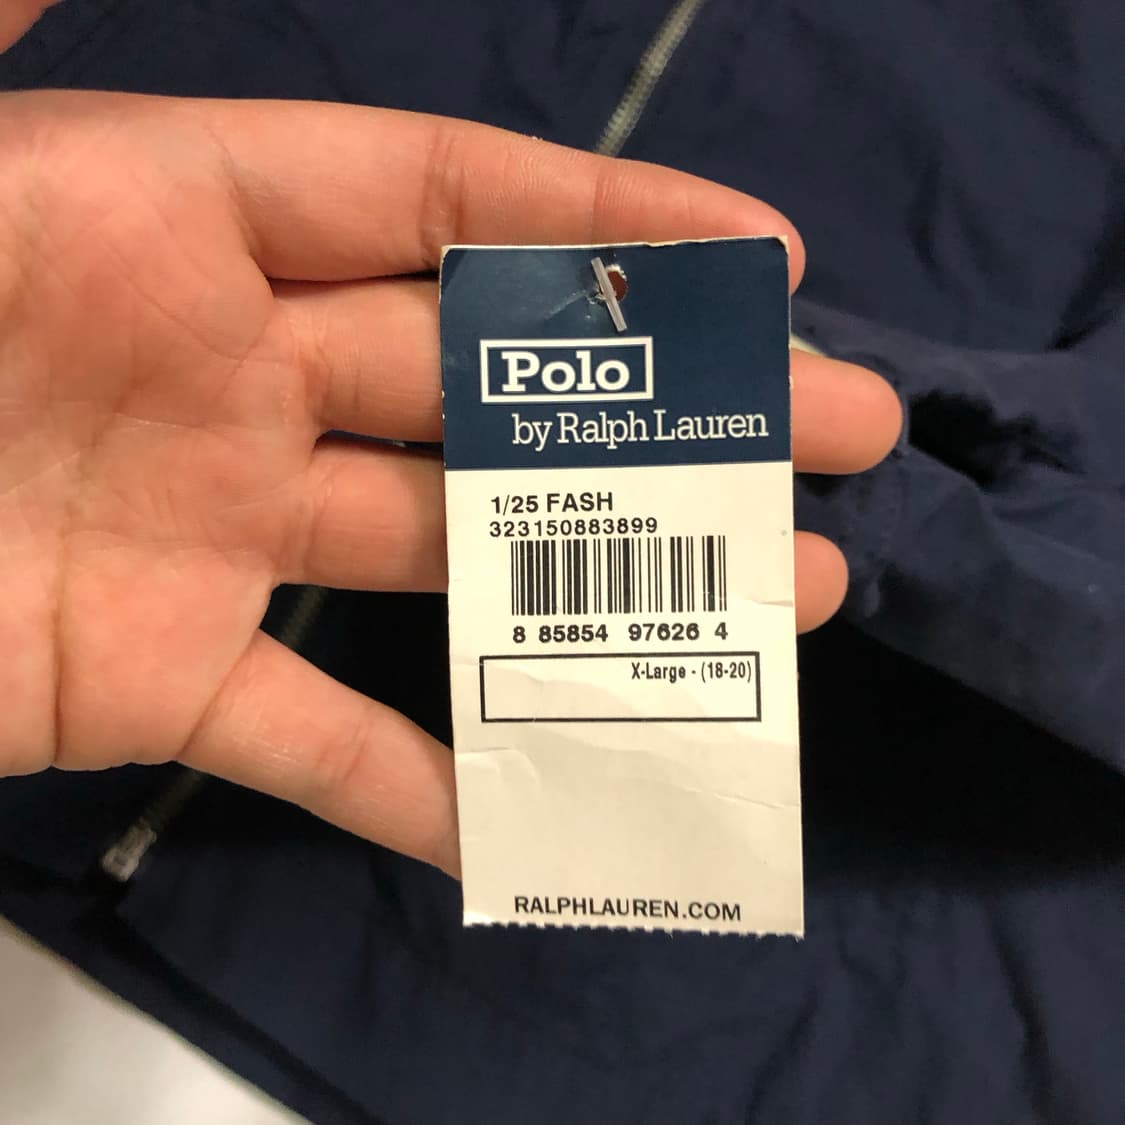 Polo
by Ralph Lauren
1/25 FASH
323150883899
8 85854 97626 4
X-Large - (18-20)
RALPHLAUREN.COM